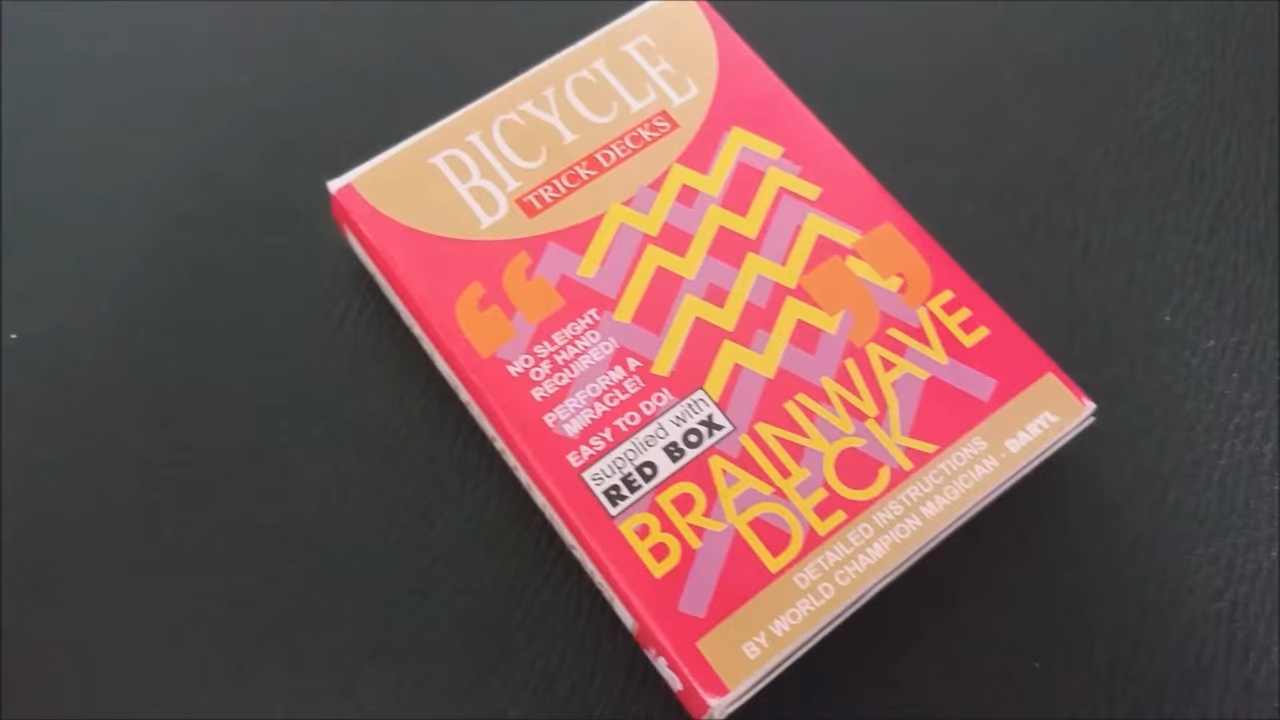 BICYCLE
TRICK DECKS
“
”
NO SLEIGHT
OF HAND
REQUIRED!
PERFORM A
MIRACLE!
EASY TO DO!
supplied with
RED BOX
BRAINWAVE
DECK
DETAILED INSTRUCTIONS
BY WORLD CHAMPION MAGICIAN - DARYL